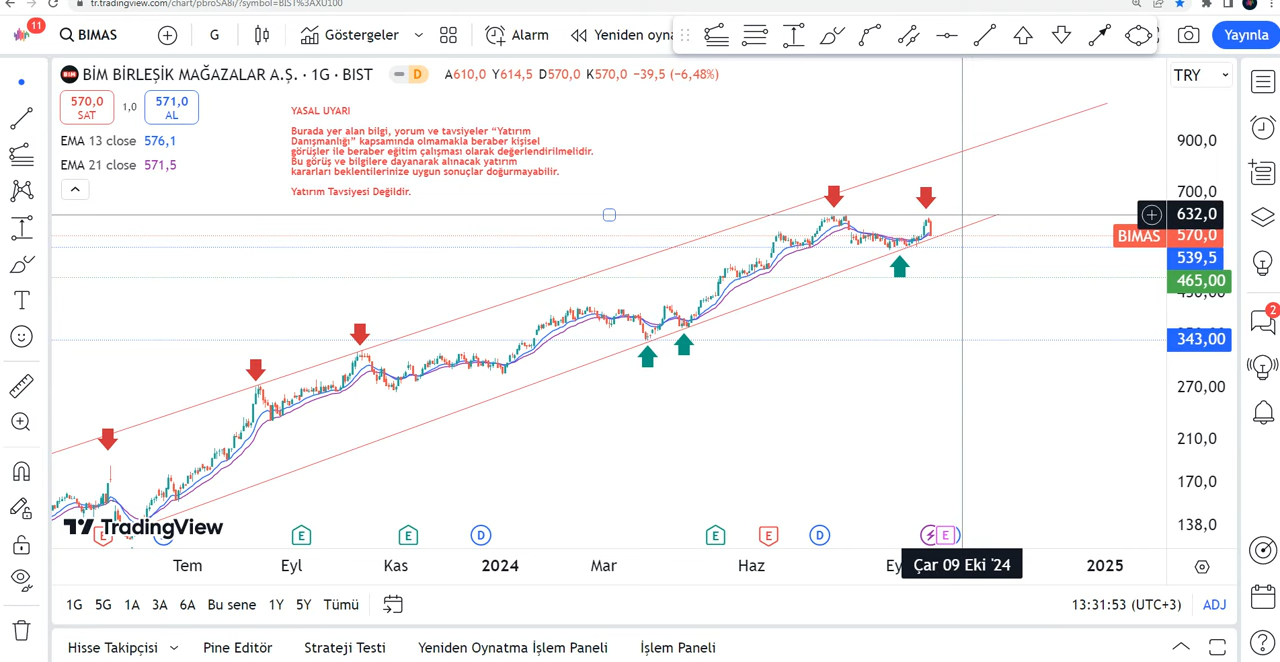 tr.tradingview.com/chart/pbroSA8i/?symbol=BIST%3AXU100
11
BIMAS
G
Göstergeler
Alarm
Yeniden oyna
Yayınla
BİM BİRLEŞİK MAĞAZALAR A.Ş. · 1G · BIST
D
A610,0 Y614,5 D570,0 K570,0 −39,5 (−6,48%)
TRY
570,0
SAT
1,0
571,0
AL
EMA 13 close 576,1
EMA 21 close 571,5
YASAL UYARI
Burada yer alan bilgi, yorum ve tavsiyeler “Yatırım
Danışmanlığı” kapsamında olmamakla beraber kişisel
görüşler ile beraber eğitim çalışması olarak değerlendirilmelidir.
Bu görüş ve bilgilere dayanarak alınacak yatırım
kararları beklentilerinize uygun sonuçlar doğurmayabilir.
Yatırım Tavsiyesi Değildir.
900,0
700,0
632,0
BIMAS 570,0
539,5
465,00
343,00
270,00
210,0
170,0
138,0
2
TradingView
E
E
E
D
E
E
D
E
Tem
Eyl
Kas
2024
Mar
Haz
Ey
Çar 09 Eki '24
2025
1G 5G 1A 3A 6A Bu sene 1Y 5Y Tümü
13:31:53 (UTC+3)
ADJ
Hisse Takipçisi
Pine Editör
Strateji Testi
Yeniden Oynatma İşlem Paneli
İşlem Paneli